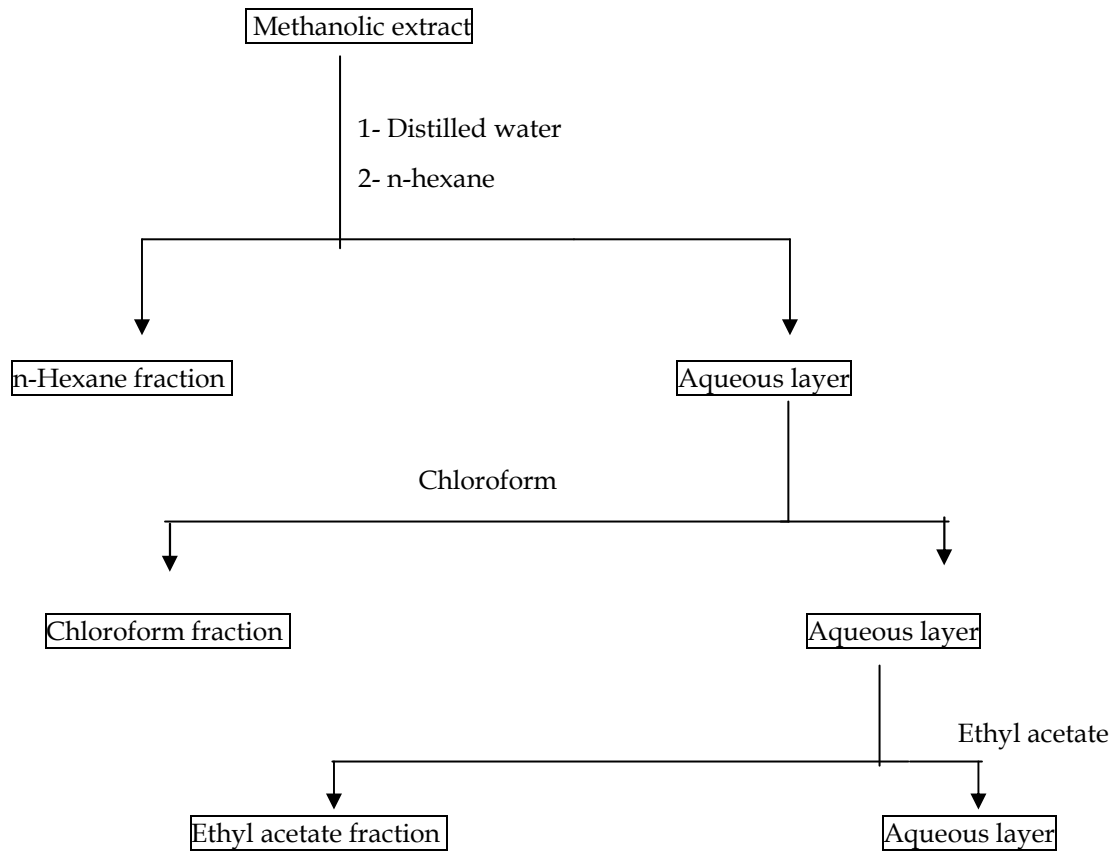 Methanolic extract
1- Distilled water
2- n-hexane
n-Hexane fraction
Aqueous layer
Chloroform
Chloroform fraction
Aqueous layer
Ethyl acetate
Ethyl acetate fraction
Aqueous layer